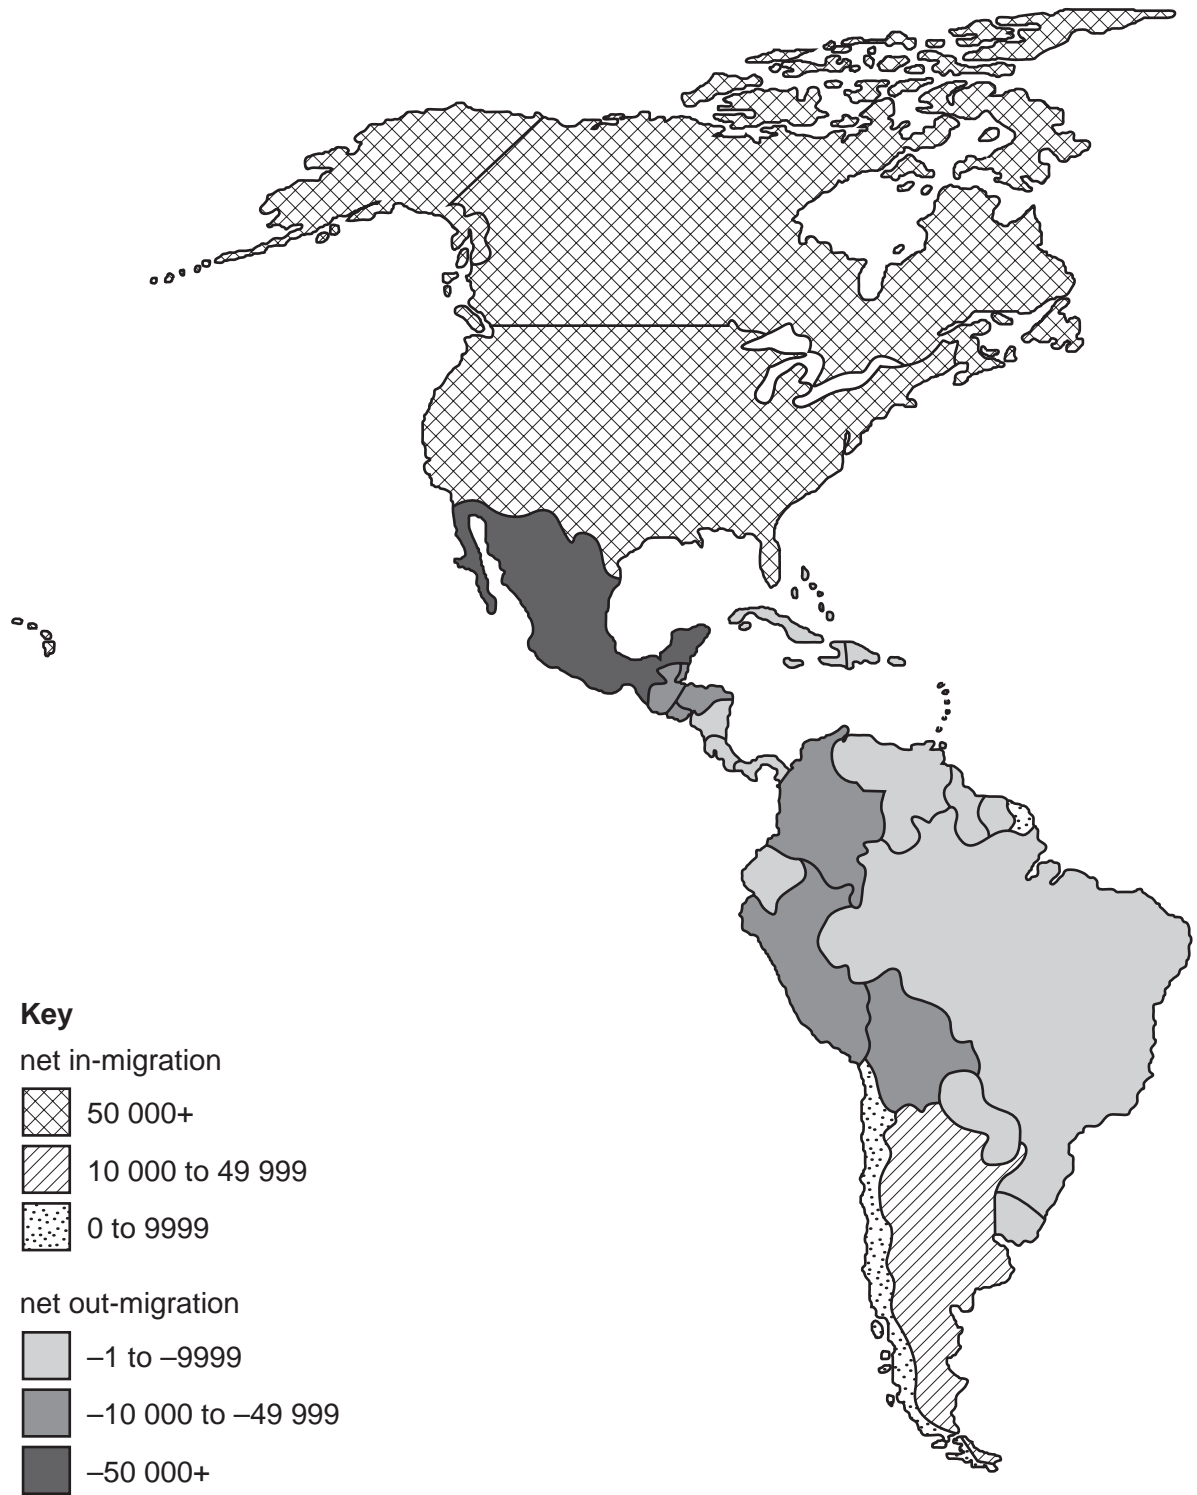 Key
net in-migration
50 000+
10 000 to 49 999
0 to 9999
net out-migration
–1 to –9999
–10 000 to –49 999
–50 000+